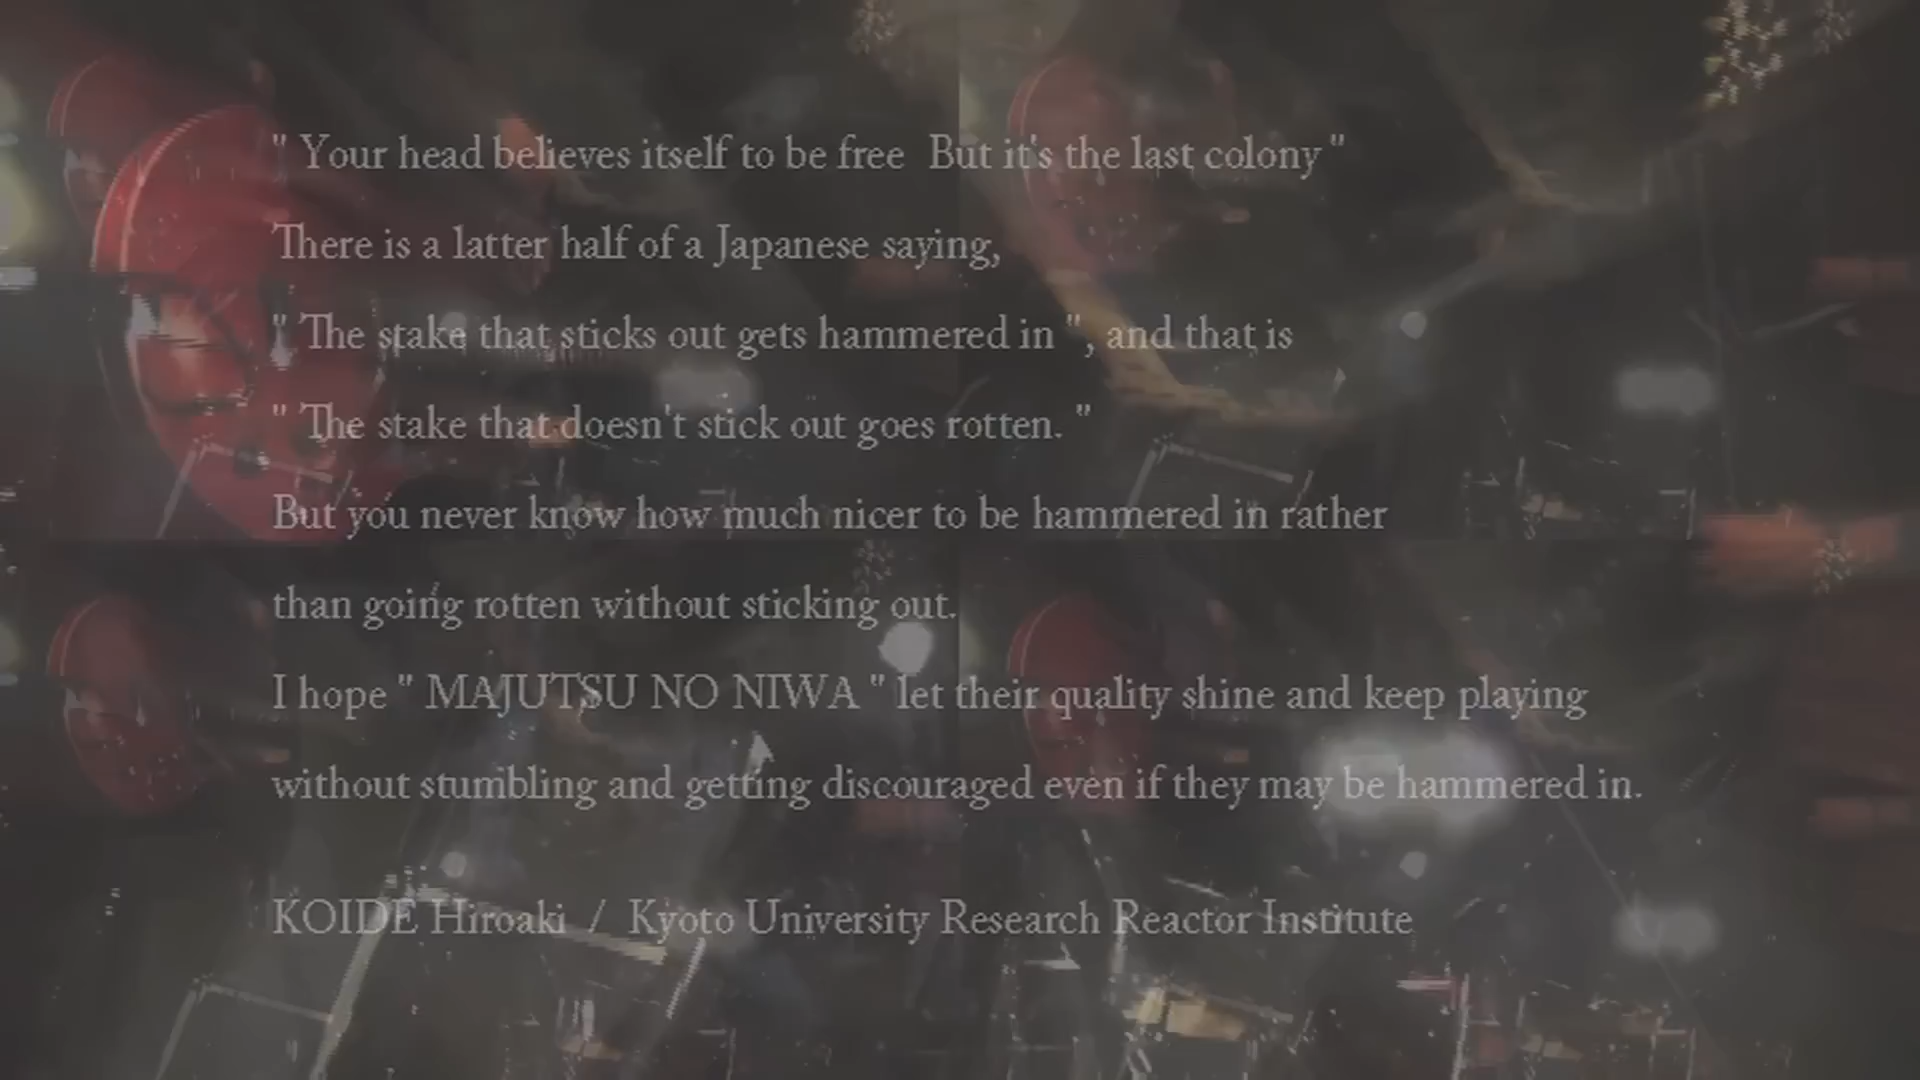 " Your head believes itself to be free  But it's the last colony "
There is a latter half of a Japanese saying,
" The stake that sticks out gets hammered in ", and that is
" The stake that doesn't stick out goes rotten. "
But you never know how much nicer to be hammered in rather
than going rotten without sticking out.
I hope " MAJUTSU NO NIWA " let their quality shine and keep playing
without stumbling and getting discouraged even if they may be hammered in.
KOIDE Hiroaki  /  Kyoto University Research Reactor Institute